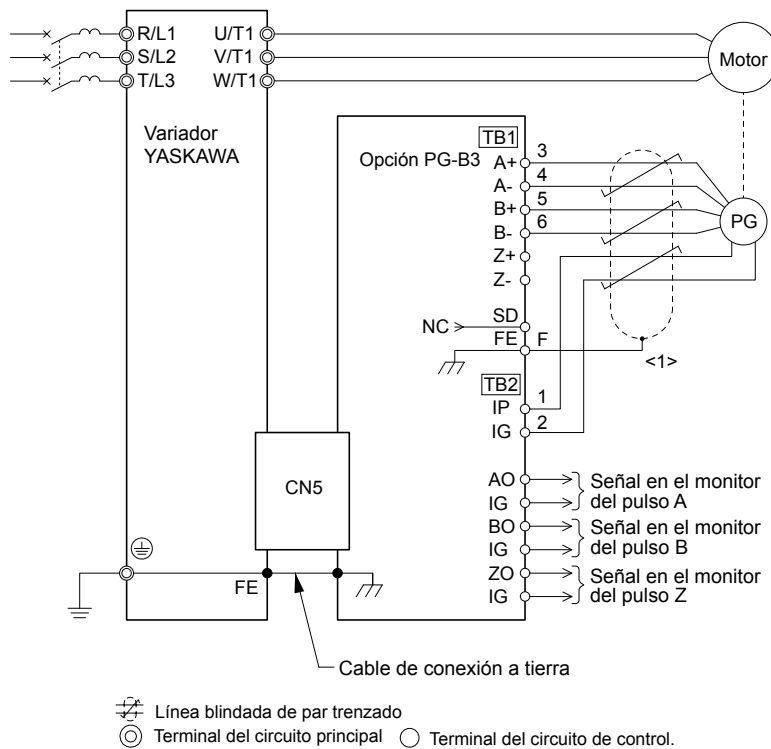 R/L1 U/T1
S/L2 V/T1
T/L3 W/T1
Motor
Variador
YASKAWA
Opción PG-B3
TB1
A+ 3
A- 4
B+ 5
B- 6
Z+
Z-
PG
NC SD
FE F
<1>
TB2
IP 1
IG 2
CN5
AO
IG
Señal en el monitor
del pulso A
BO
IG
Señal en el monitor
del pulso B
ZO
IG
Señal en el monitor
del pulso Z
FE
Cable de conexión a tierra
Línea blindada de par trenzado
Terminal del circuito principal
Terminal del circuito de control.